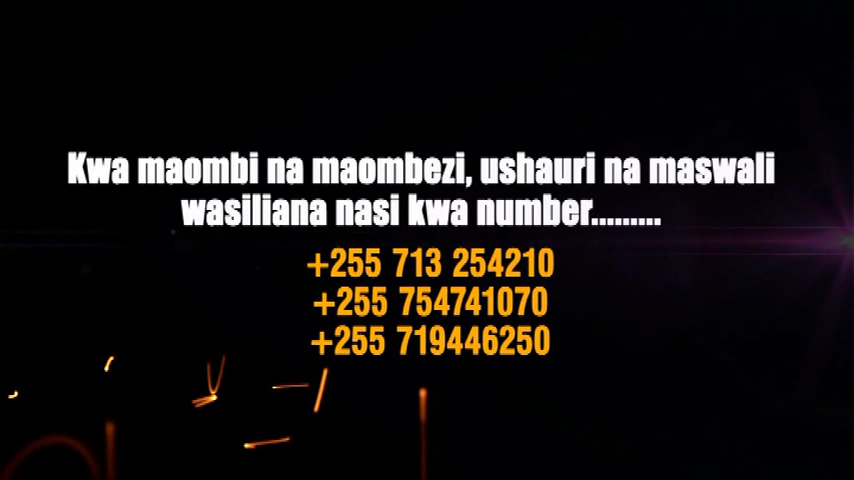 Kwa maombi na maombezi, ushauri na maswali
wasiliana nasi kwa number.........
+255 713 254210
+255 754741070
+255 719446250